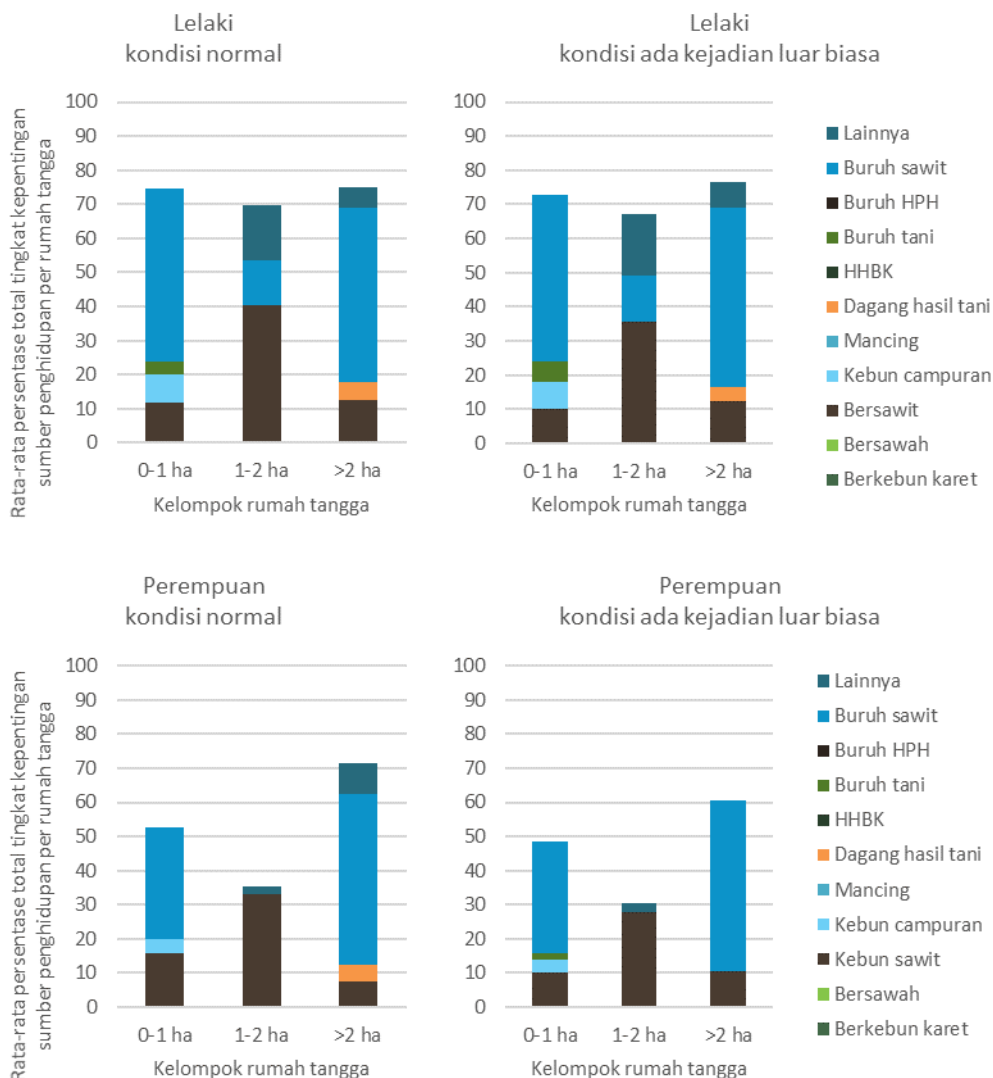 Lelaki
kondisi normal
Rata-rata persentase total tingkat kepentingan
sumber penghidupan per rumah tangga
100
90
80
70
60
50
40
30
20
10
0
0-1 ha
1-2 ha
>2 ha
Kelompok rumah tangga
Lelaki
kondisi ada kejadian luar biasa
100
90
80
70
60
50
40
30
20
10
0
0-1 ha
1-2 ha
>2 ha
Kelompok rumah tangga
Lainnya
Buruh sawit
Buruh HPH
Buruh tani
HHBK
Dagang hasil tani
Mancing
Kebun campuran
Bersawit
Bersawah
Berkebun karet
Perempuan
kondisi normal
Rata-rata persentase total tingkat kepentingan
sumber penghidupan per rumah tangga
100
90
80
70
60
50
40
30
20
10
0
0-1 ha
1-2 ha
>2 ha
Kelompok rumah tangga
Perempuan
kondisi ada kejadian luar biasa
100
90
80
70
60
50
40
30
20
10
0
0-1 ha
1-2 ha
>2 ha
Kelompok rumah tangga
Lainnya
Buruh sawit
Buruh HPH
Buruh tani
HHBK
Dagang hasil tani
Mancing
Kebun campuran
Kebun sawit
Bersawah
Berkebun karet